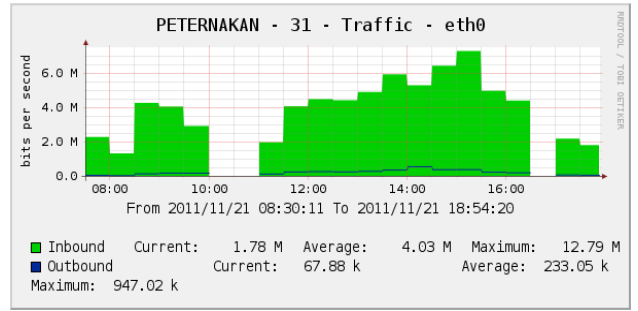 PETERNAKAN - 31 - Traffic - eth0
RRDTOOL / TOBI OETIKER
bits per second
6.0 M
4.0 M
2.0 M
0.0
08:00 10:00 12:00 14:00 16:00
From 2011/11/21 08:30:11 To 2011/11/21 18:54:20
Inbound Current: 1.78 M Average: 4.03 M Maximum: 12.79 M
Outbound Current: 67.88 k Average: 233.05 k
Maximum: 947.02 k